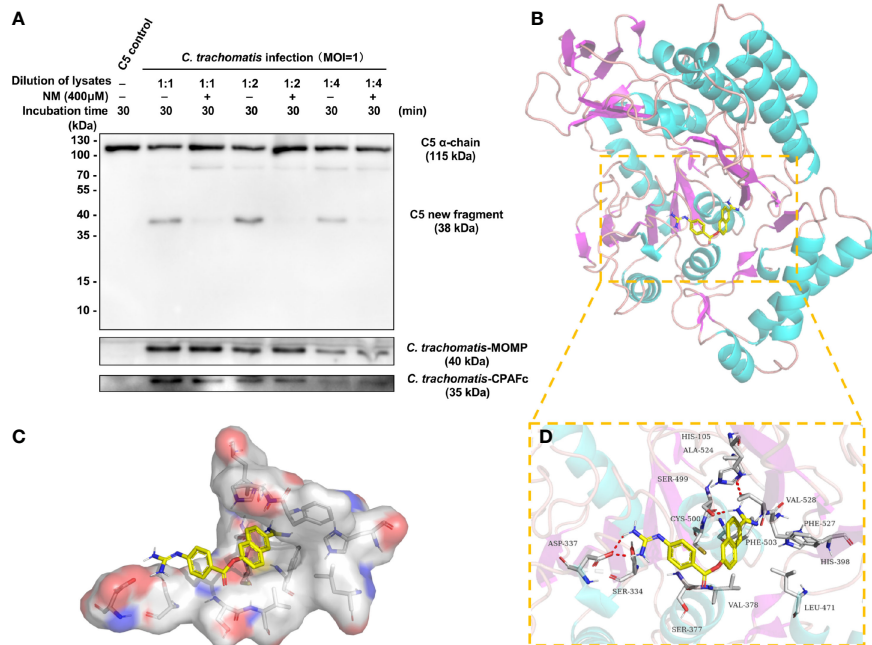 A
B
C5 control
C. trachomatis infection（MOI=1）
Dilution of lysates – 1:1 1:1 1:2 1:2 1:4 1:4
NM (400μM) – – + – + – +
Incubation time 30 30 30 30 30 30 30 (min)
(kDa)
130 -
100 -
70 -
55 -
40 -
35 -
15 -
10 -
C5 α-chain
(115 kDa)
C5 new fragment
(38 kDa)
C. trachomatis-MOMP
(40 kDa)
C. trachomatis-CPAFc
(35 kDa)
C
D
HIS-105
ALA-524
SER-499
VAL-528
CYS-500
PHE-527
ASP-337
PHE-503
HIS-398
SER-334
VAL-378
LEU-471
SER-377